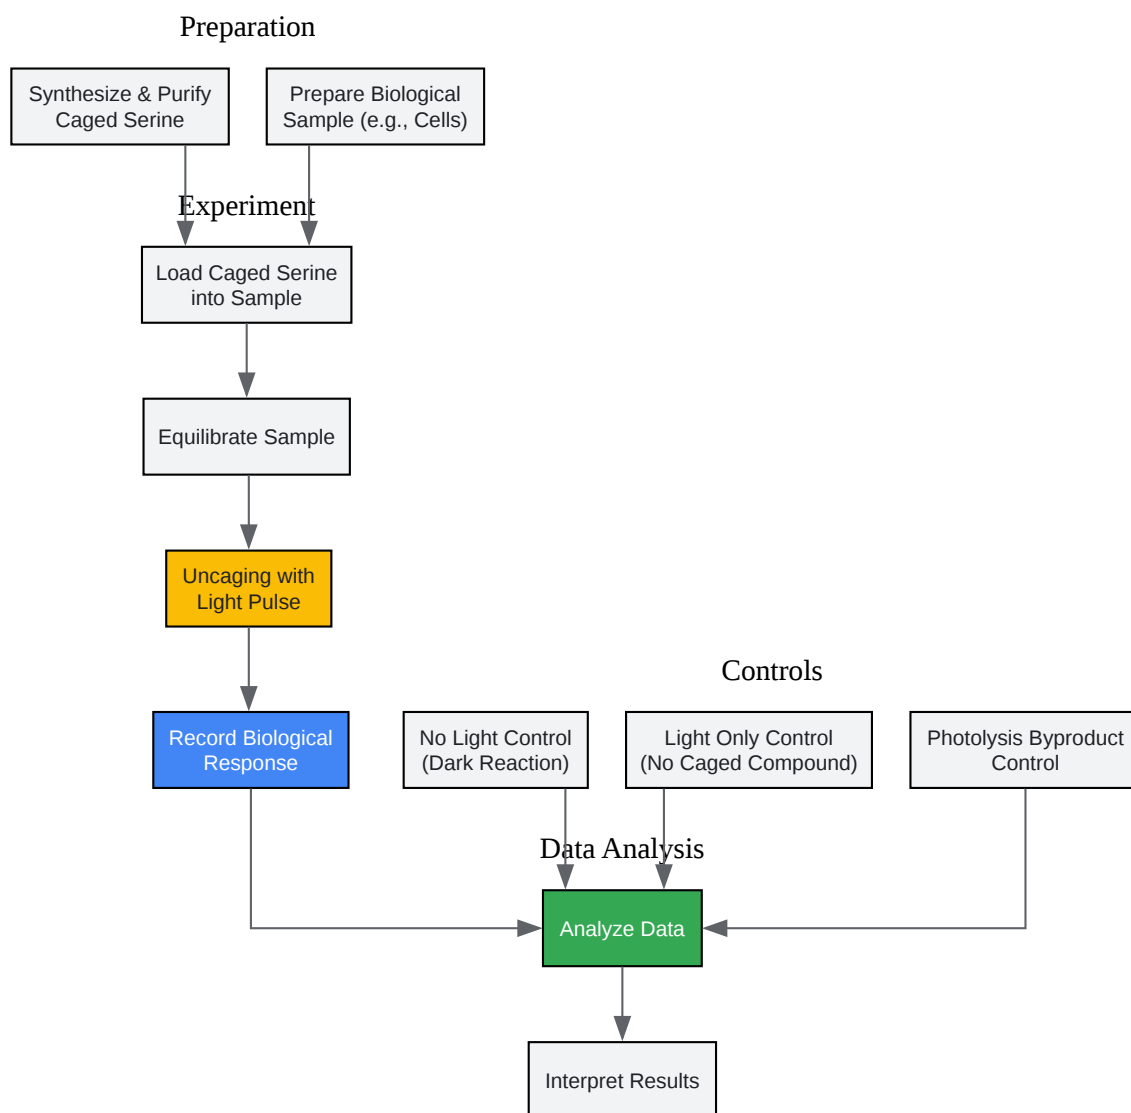 Preparation
Synthesize & Purify
Caged Serine
Prepare Biological
Sample (e.g., Cells)
Experiment
Load Caged Serine
into Sample
Equilibrate Sample
Uncaging with
Light Pulse
Record Biological
Response
Controls
No Light Control
(Dark Reaction)
Light Only Control
(No Caged Compound)
Photolysis Byproduct
Control
Data Analysis
Analyze Data
Interpret Results